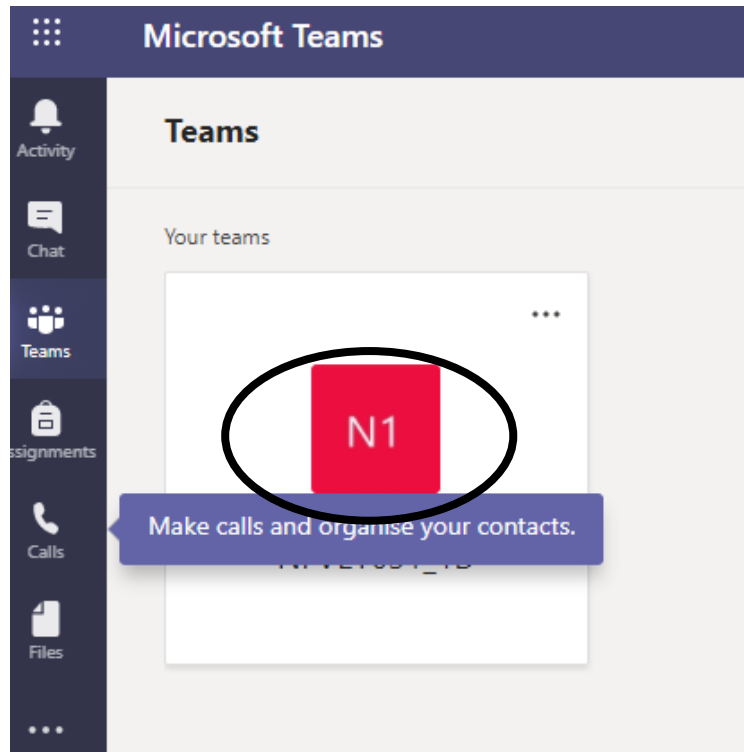 Microsoft Teams
Activity
Teams
Chat
Your teams
Teams
N1
ssignments
Make calls and organise your contacts.
Calls
Files